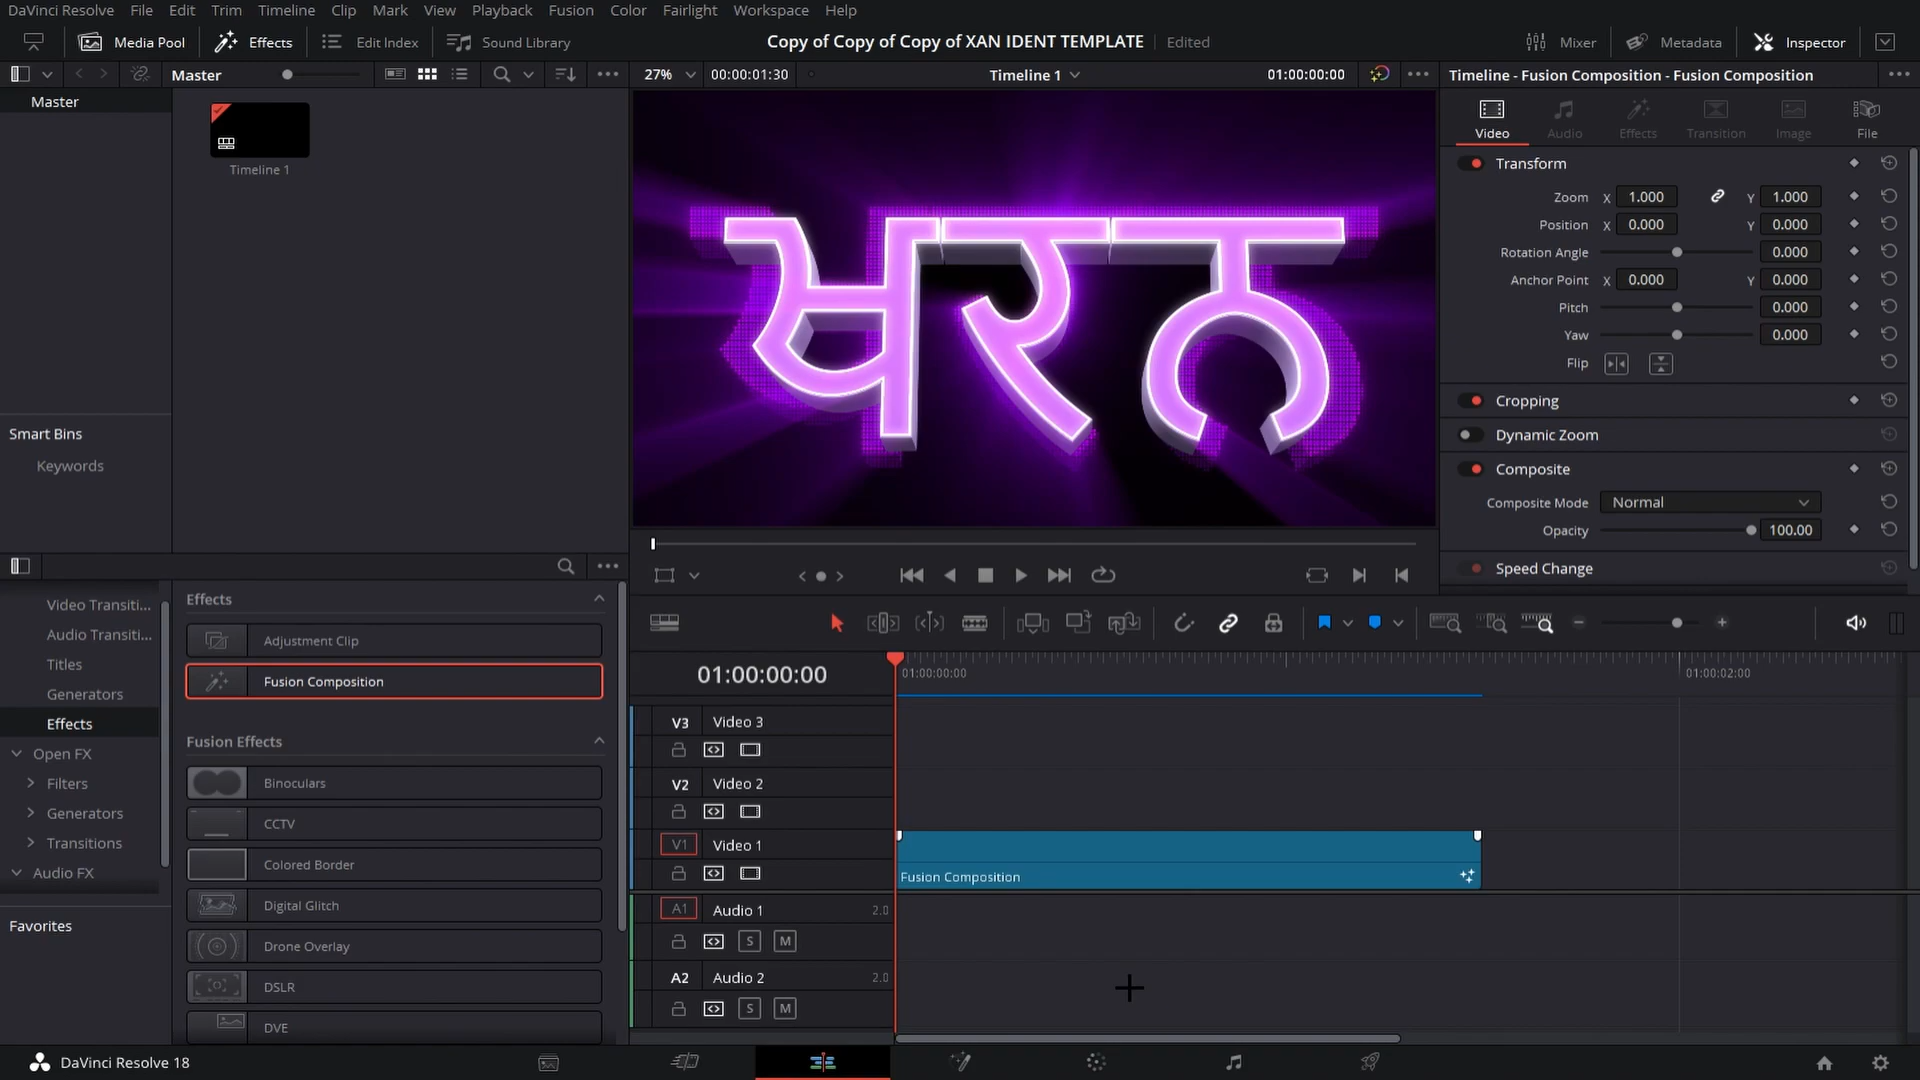 DaVinci Resolve File Edit Trim Timeline Clip Mark View Playback Fusion Color Fairlight Workspace Help
Media Pool Effects Edit Index Sound Library Copy of Copy of Copy of XAN IDENT TEMPLATE Edited Mixer Metadata Inspector
Master 27% 00:00:01:30 Timeline 1 01:00:00:00 Timeline - Fusion Composition - Fusion Composition
Master
Timeline 1
Smart Bins
Keywords
ਖਰਨ
Video Audio Effects Transition Image File
Transform
Zoom X 1.000 Y 1.000
Position X 0.000 Y 0.000
Rotation Angle 0.000
Anchor Point X 0.000 Y 0.000
Pitch 0.000
Yaw 0.000
Flip
Cropping
Dynamic Zoom
Composite
Composite Mode Normal
Opacity 100.00
Speed Change
Video Transiti...
Audio Transiti...
Titles
Generators
Effects
Open FX
Filters
Generators
Transitions
Audio FX
Favorites
Effects
Adjustment Clip
Fusion Composition
Fusion Effects
Binoculars
CCTV
Colored Border
Digital Glitch
Drone Overlay
DSLR
DVE
01:00:00:00 01:00:00:00 01:00:02:00
V3 Video 3
V2 Video 2
V1 Video 1
Fusion Composition
A1 Audio 1 2.0
S M
A2 Audio 2 2.0
S M
DaVinci Resolve 18